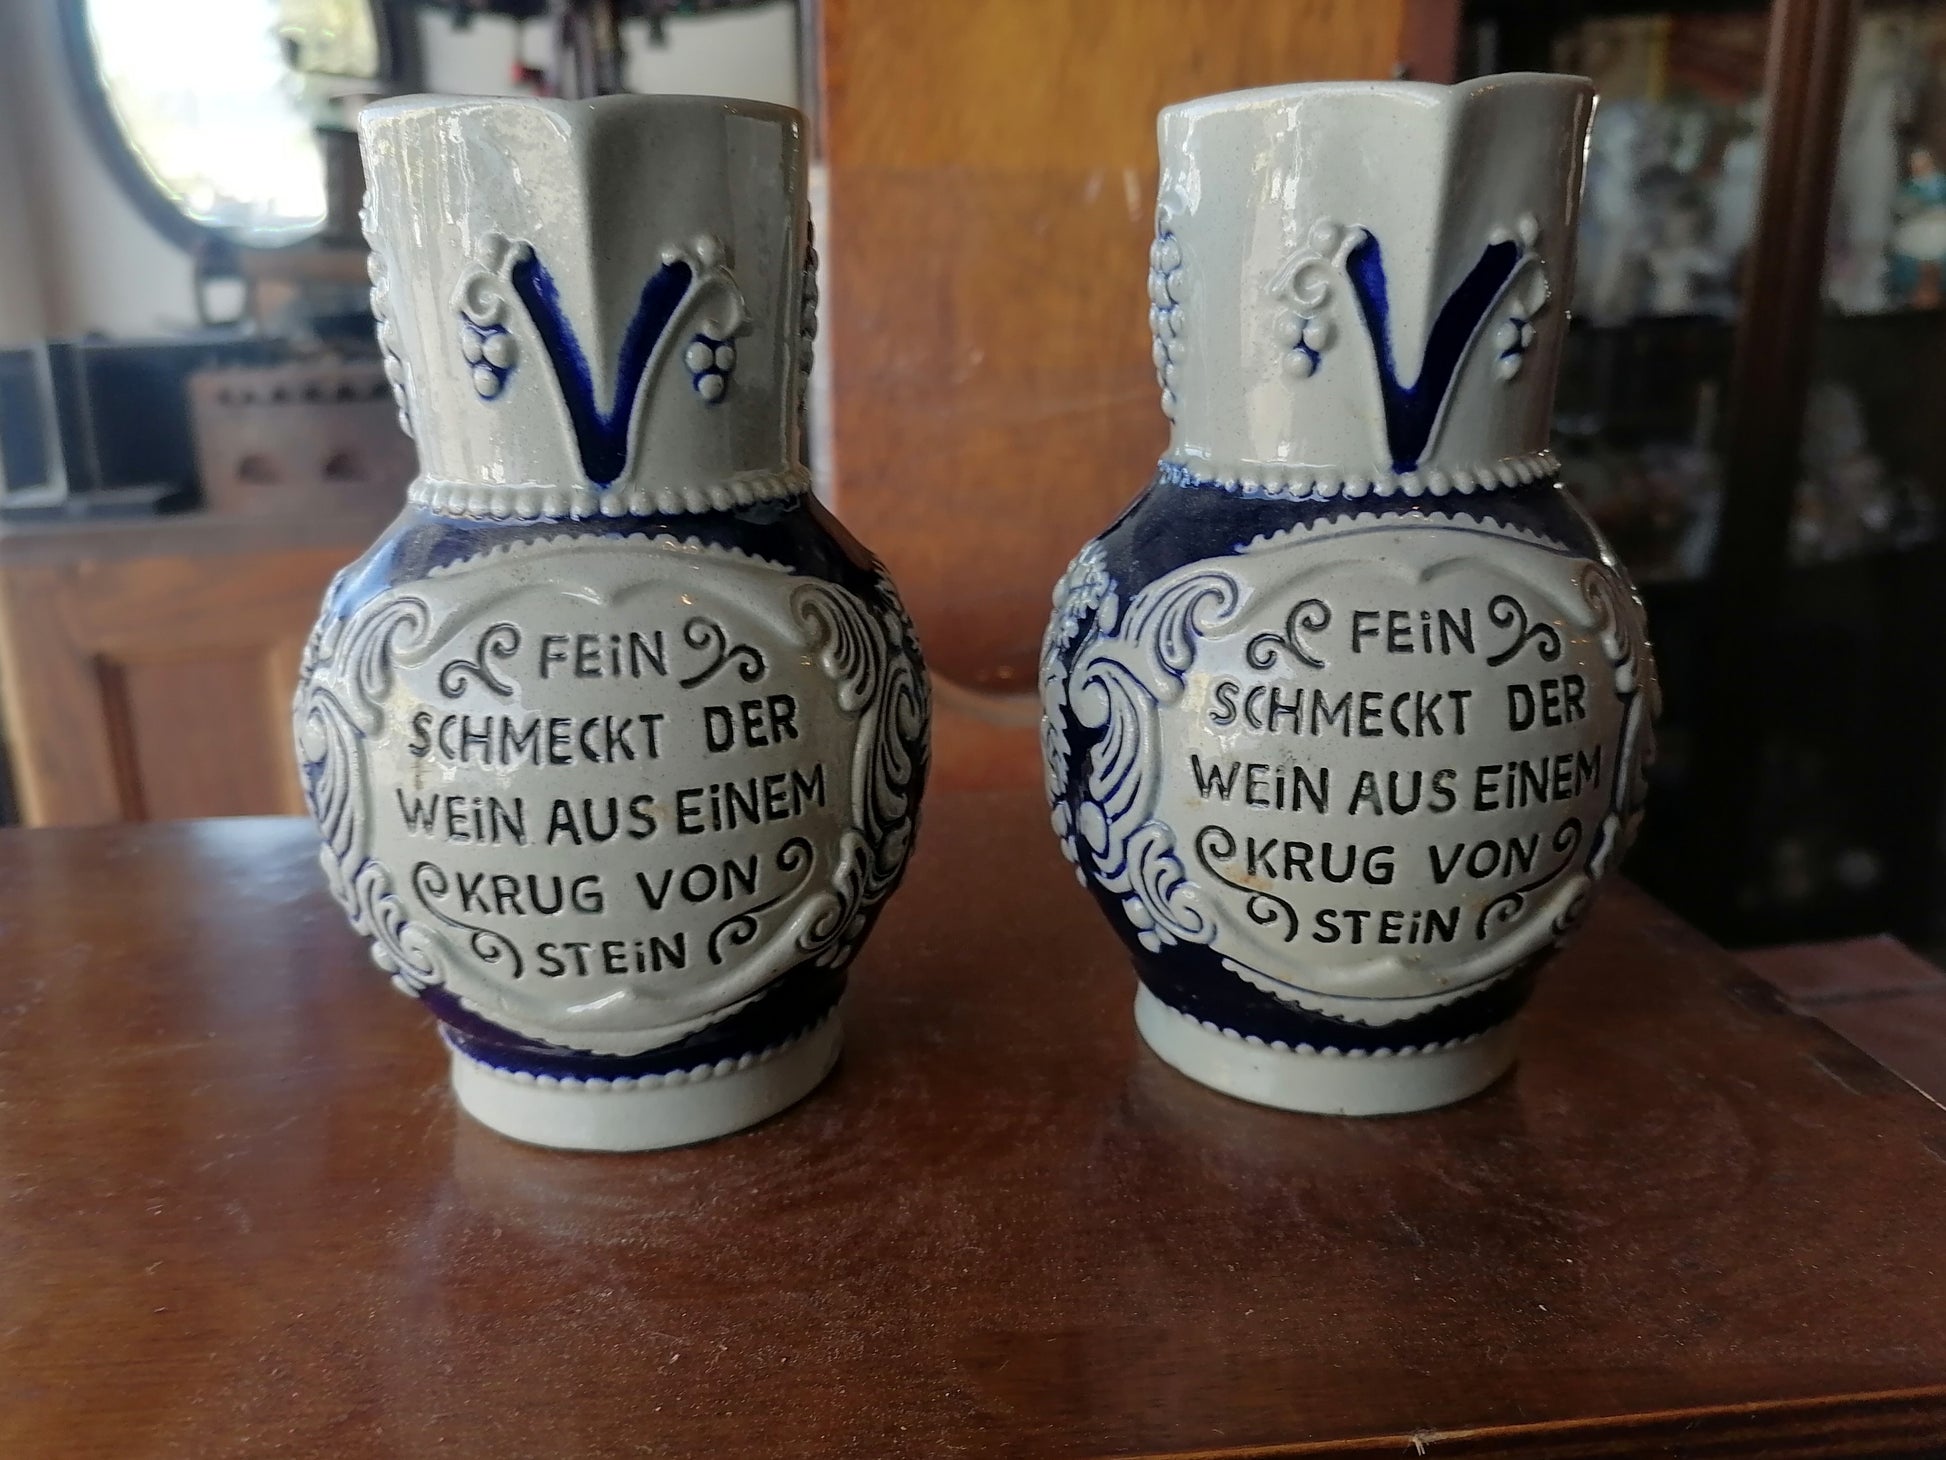 FEiN
SCHMECKT DER
WEiN AUS EiNEM
KRUG VON
STEiN
FEiN
SCHMECKT DER
WEiN AUS EiNEM
KRUG VON
STEiN